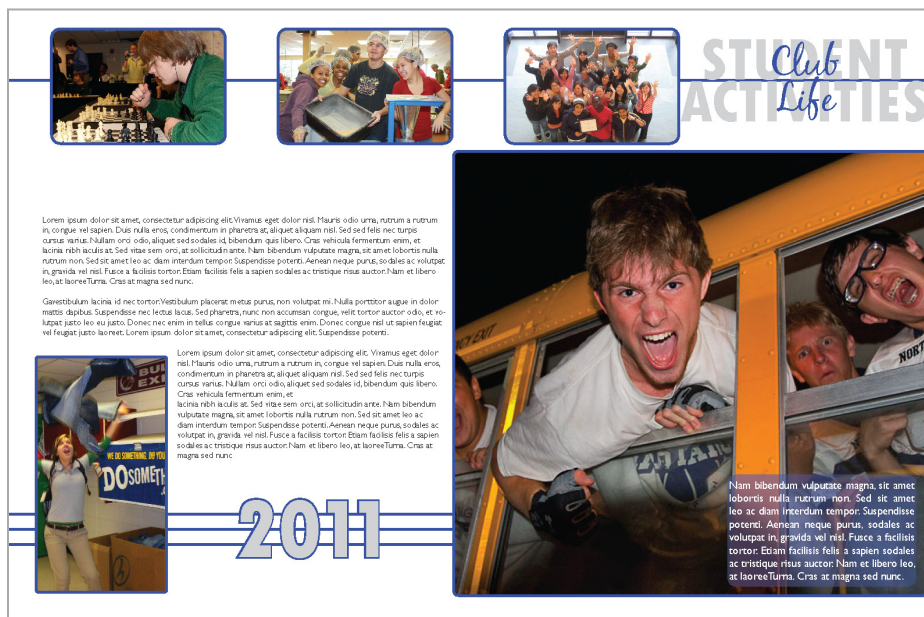 STUDENT
ACTIVITIES
Club
Life
Lorem ipsum dolor sit amet, consectetur adipiscing elit. Vivamus eget dolor nisl. Mauris odio urna, rutrum a rutrum
in, congue vel sapien. Duis nulla eros, condimentum in pharetra at, aliquet aliquam nisl. Sed sed felis nec turpis
cursus varius. Nullam orci odio, aliquet sed sodales id, bibendum quis libero. Cras vehicula fermentum enim, et
lacinia nibh iaculis at. Sed vitae sem orci, at sollicitudin ante. Nam bibendum vulputate magna, sit amet lobortis nulla
rutrum non. Sed sit amet leo ac diam interdum tempor. Suspendisse potenti. Aenean neque purus, sodales ac volutpat
in, gravida vel nisl. Fusce a facilisis tortor. Etiam facilisis felis a sapien sodales ac tristique risus auctor. Nam et libero
leo, at laoreeTurna. Cras at magna sed nunc.
Gavestibulum lacinia id nec tortor. Vestibulum placerat metus purus, non volutpat mi. Nulla porttitor augue in dolor
mattis dapibus. Suspendisse nec lectus lacus. Sed pharetra, nunc non accumsan congue, velit tortor auctor odio, et vo-
lutpat justo leo eu justo. Donec nec enim in tellus congue varius at sagittis enim. Donec congue nisl ut sapien feugiat
vel feugiat justo laoreet. Lorem ipsum dolor sit amet, consectetur adipiscing elit. Suspendisse potenti.
Lorem ipsum dolor sit amet, consectetur adipiscing elit. Vivamus eget dolor
nisl. Mauris odio urna, rutrum a rutrum in, congue vel sapien. Duis nulla eros,
condimentum in pharetra at, aliquet aliquam nisl. Sed sed felis nec turpis
cursus varius. Nullam orci odio, aliquet sed sodales id, bibendum quis libero.
Cras vehicula fermentum enim, et
lacinia nibh iaculis at. Sed vitae sem orci, at sollicitudin ante. Nam bibendum
vulputate magna, sit amet lobortis nulla rutrum non. Sed sit amet leo ac
diam interdum tempor. Suspendisse potenti. Aenean neque purus, sodales ac
volutpat in, gravida vel nisl. Fusce a facilisis tortor. Etiam facilisis felis a sapien
sodales ac tristique risus auctor. Nam et libero leo, at laoreeTurna. Cras at
magna sed nunc
WE DO SOMETHING. DO YOU
DO SOMETH
2011
EXIT
NORT
Nam bibendum vulputate magna, sit amet
lobortis nulla rutrum non. Sed sit amet
leo ac diam interdum tempor. Suspendisse
potenti. Aenean neque purus, sodales ac
volutpat in, gravida vel nisl. Fusce a facilisis
tortor. Etiam facilisis felis a sapien sodales
ac tristique risus auctor. Nam et libero leo,
at laoreeTurna. Cras at magna sed nunc.